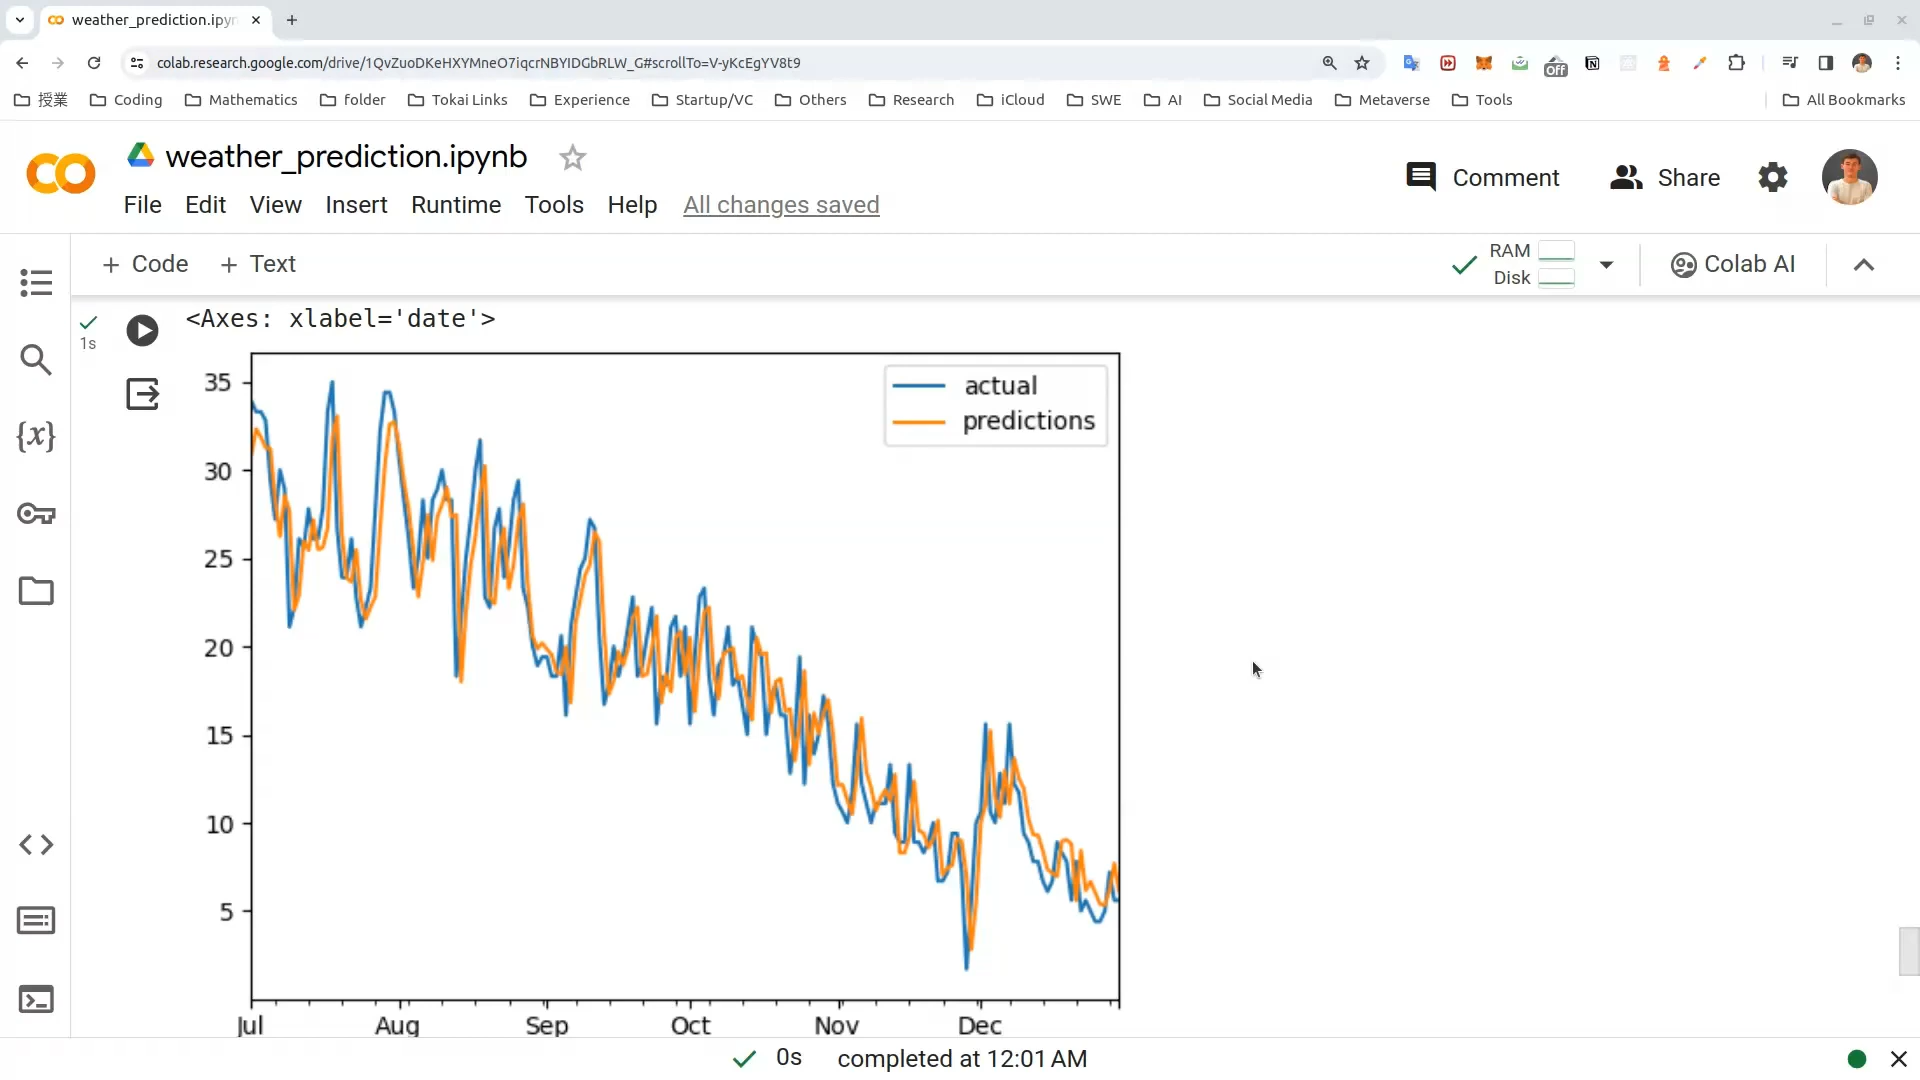 weather_prediction.ipyn
colab.research.google.com/drive/1QvZuoDKeHXYMneO7iqcrNBYIDGbRLW_G#scrollTo=V-yKcEgYV8t9
Off
授業 Coding Mathematics folder Tokai Links Experience Startup/VC Others Research iCloud SWE AI Social Media Metaverse Tools All Bookmarks
weather_prediction.ipynb
Comment Share
File Edit View Insert Runtime Tools Help All changes saved
+ Code + Text
RAM
Disk
Colab AI
<Axes: xlabel='date'>
1s
{x}
actual
predictions
35
30
25
20
15
10
5
Jul Aug Sep Oct Nov Dec
0s completed at 12:01 AM